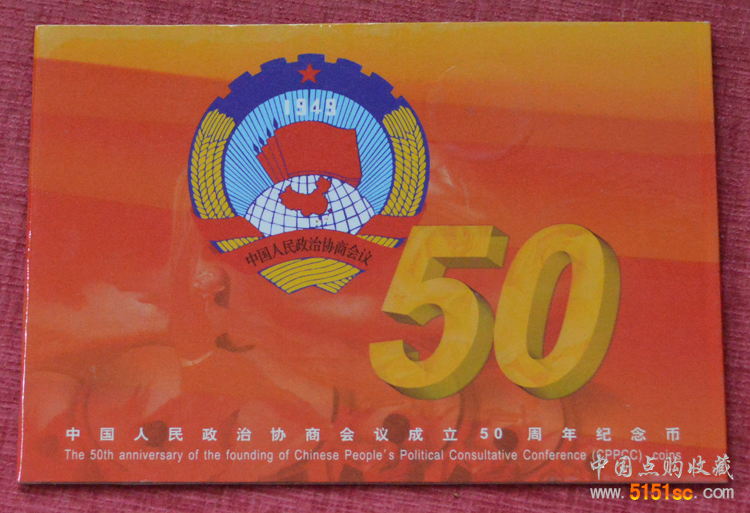 1949
中国人民政治协商会议
50
中国人民政治协商会议成立50周年纪念币
The 50th anniversary of the founding of Chinese People's Political Consultative Conference (CPPCC) coins
中国点购收藏
www.5151sc.com